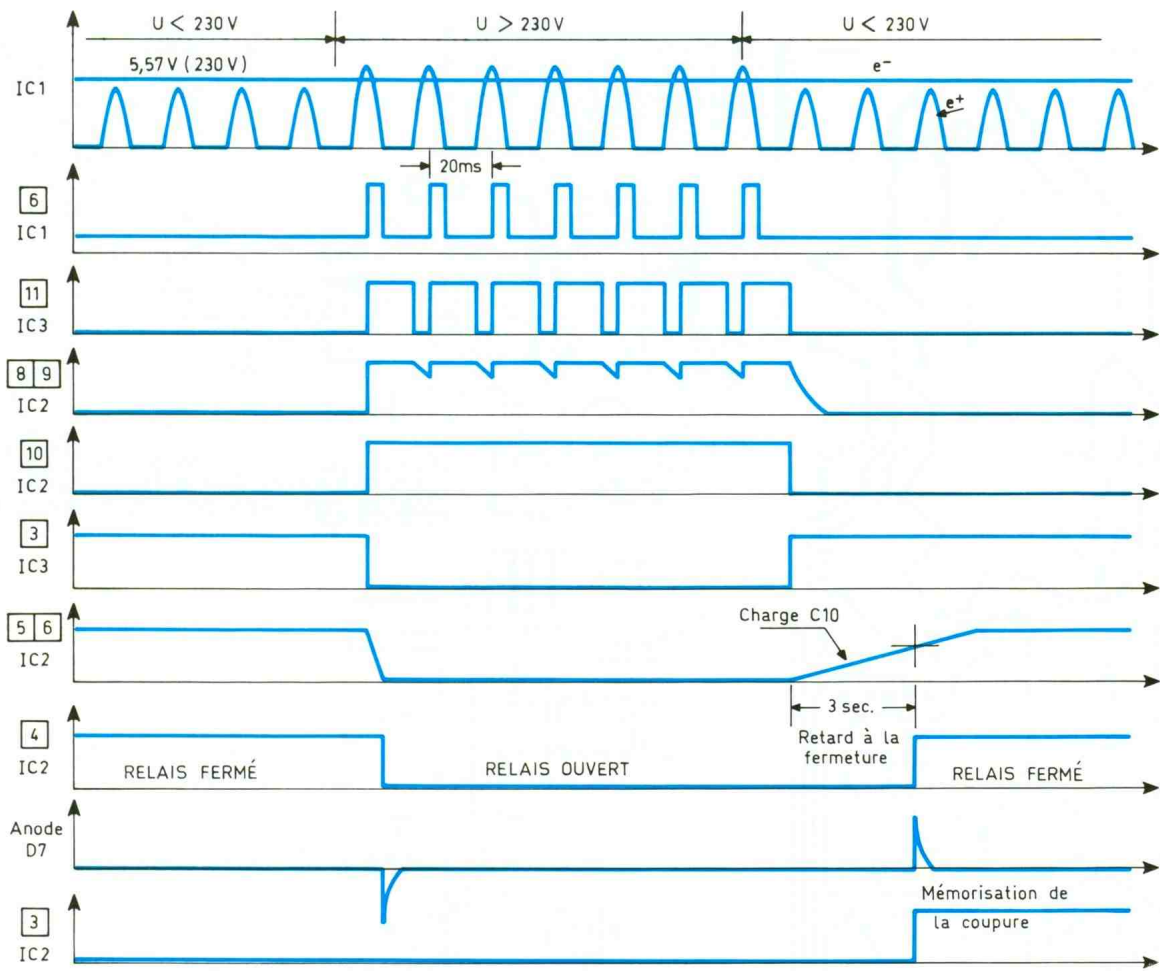 U < 230 V
U > 230 V
U < 230 V
5,57 V ( 230 V )
e-
IC1
e+
20ms
6
IC1
11
IC3
8 9
IC2
10
IC2
3
IC3
5 6
IC2
Charge C10
3 sec.
4
IC2
Retard à la
fermeture
RELAIS FERMÉ
RELAIS OUVERT
RELAIS FERMÉ
Anode
D7
Mémorisation de
la coupure
3
IC2